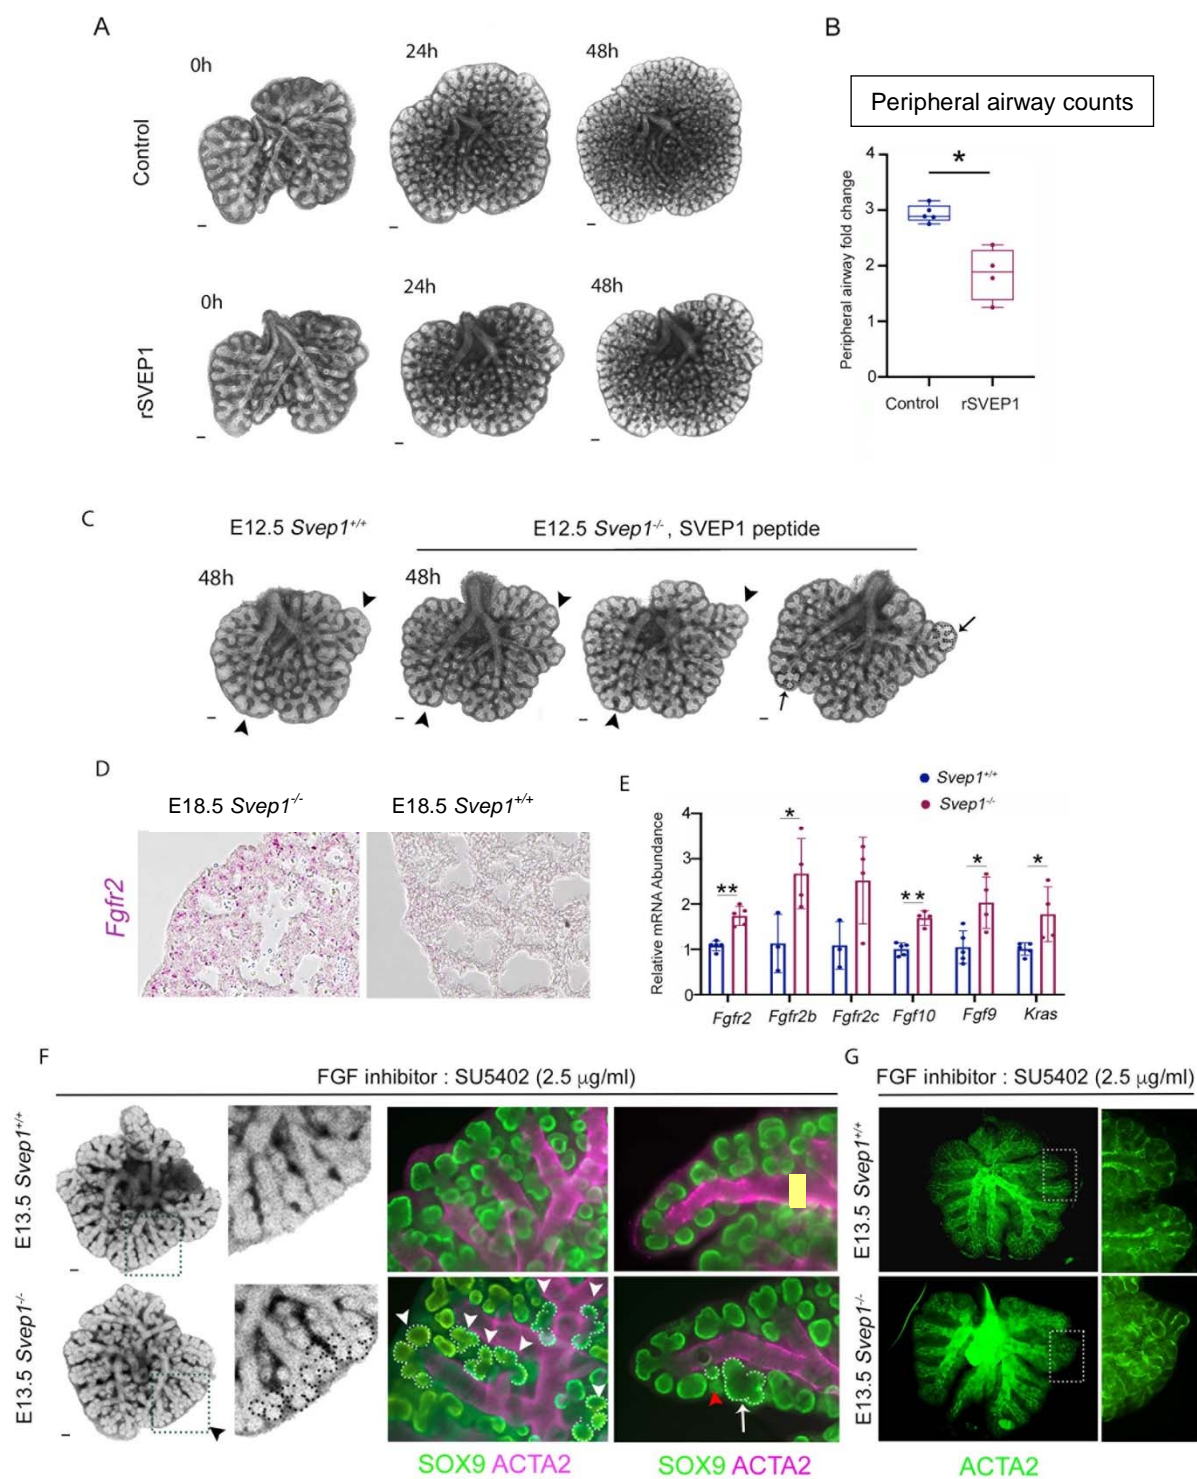 A
0h
24h
48h
Control
0h
24h
48h
rSVEP1
B
Peripheral airway counts
Peripheral airway fold change
4
3
2
1
0
*
Control
rSVEP1
C
E12.5 Svep1+/+
E12.5 Svep1-/-, SVEP1 peptide
48h
48h
D
E18.5 Svep1-/-
E18.5 Svep1+/+
Fgfr2
E
Svep1+/+
Svep1-/-
Relative mRNA Abundance
4
3
2
1
0
**
*
**
*
*
Fgfr2
Fgfr2b
Fgfr2c
Fgf10
Fgf9
Kras
F
FGF inhibitor : SU5402 (2.5 μg/ml)
E13.5 Svep1+/+
E13.5 Svep1-/-
SOX9 ACTA2
SOX9 ACTA2
G
FGF inhibitor : SU5402 (2.5 μg/ml)
E13.5 Svep1+/+
E13.5 Svep1-/-
ACTA2